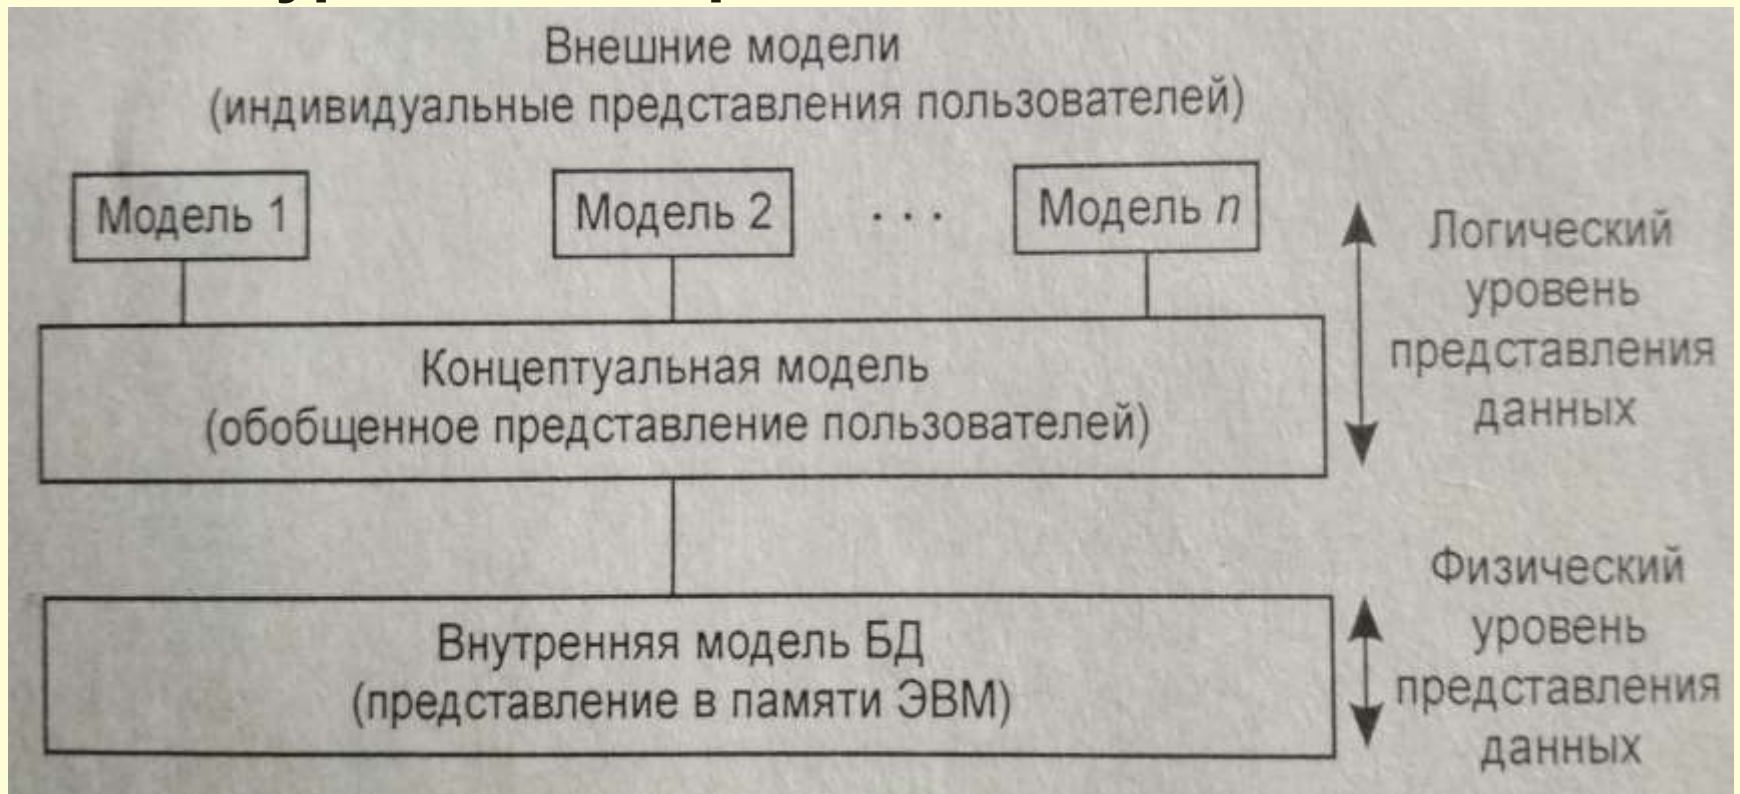 Внешние модели
(индивидуальные представления пользователей)
Модель 1
Модель 2
. . .
Модель n
Логический
уровень
представления
данных
Концептуальная модель
(обобщенное представление пользователей)
Физический
уровень
представления
данных
Внутренняя модель БД
(представление в памяти ЭВМ)